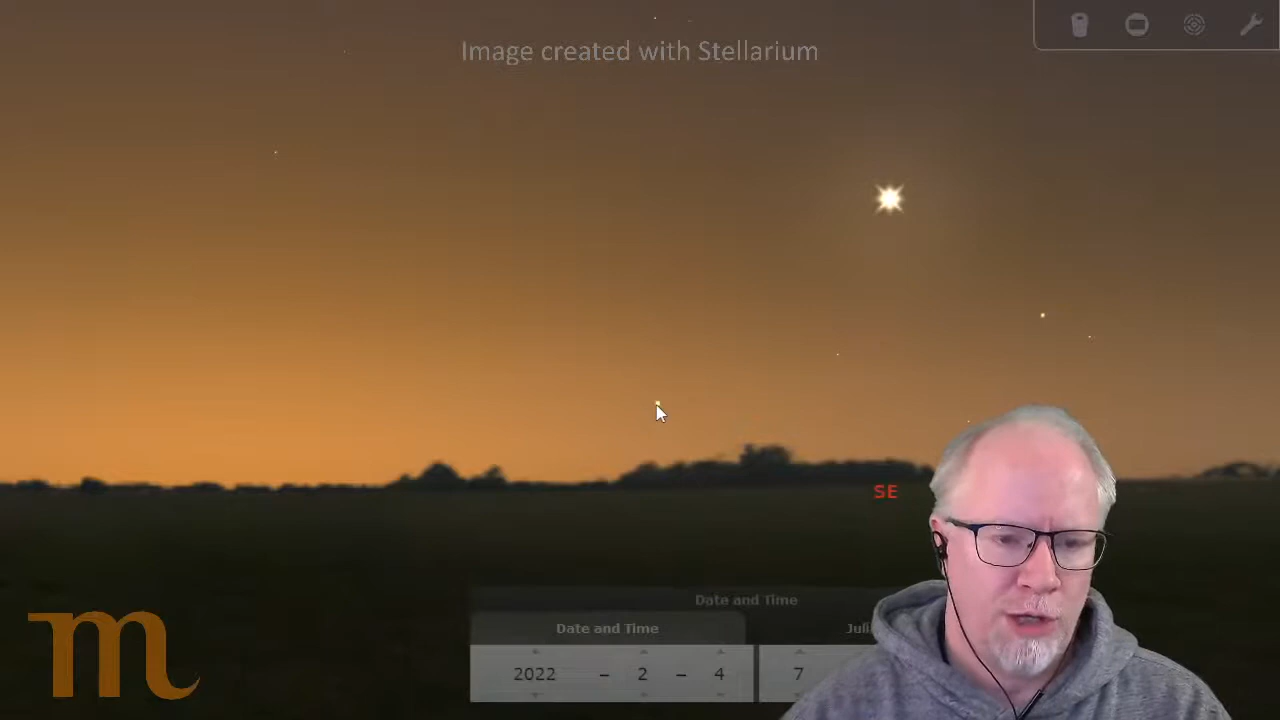 Image created with Stellarium
SE
Date and Time
Date and Time
2022 – 2 – 4 7
m